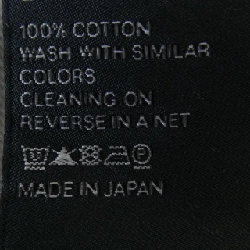 100% COTTON
WASH WITH SIMILAR
COLORS
CLEANING ON
REVERSE IN A NET
MADE IN JAPAN